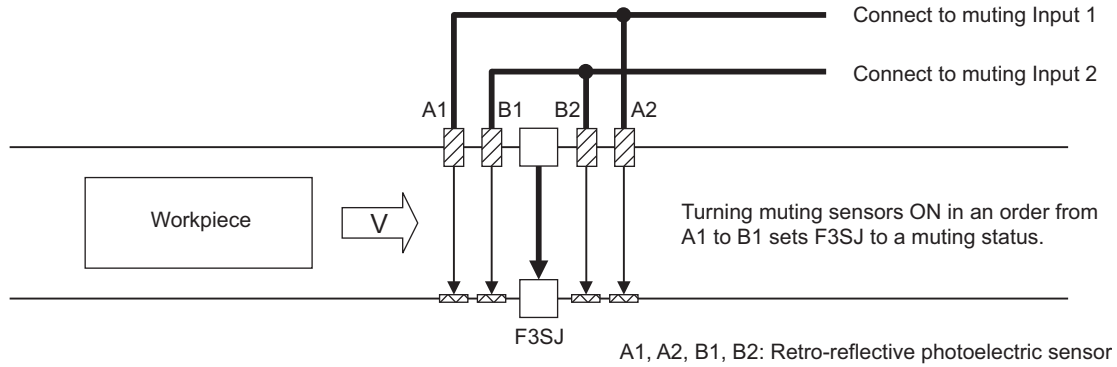 Connect to muting Input 1
Connect to muting Input 2
A1 B1 B2 A2
Workpiece
V
Turning muting sensors ON in an order from
A1 to B1 sets F3SJ to a muting status.
F3SJ
A1, A2, B1, B2: Retro-reflective photoelectric sensor